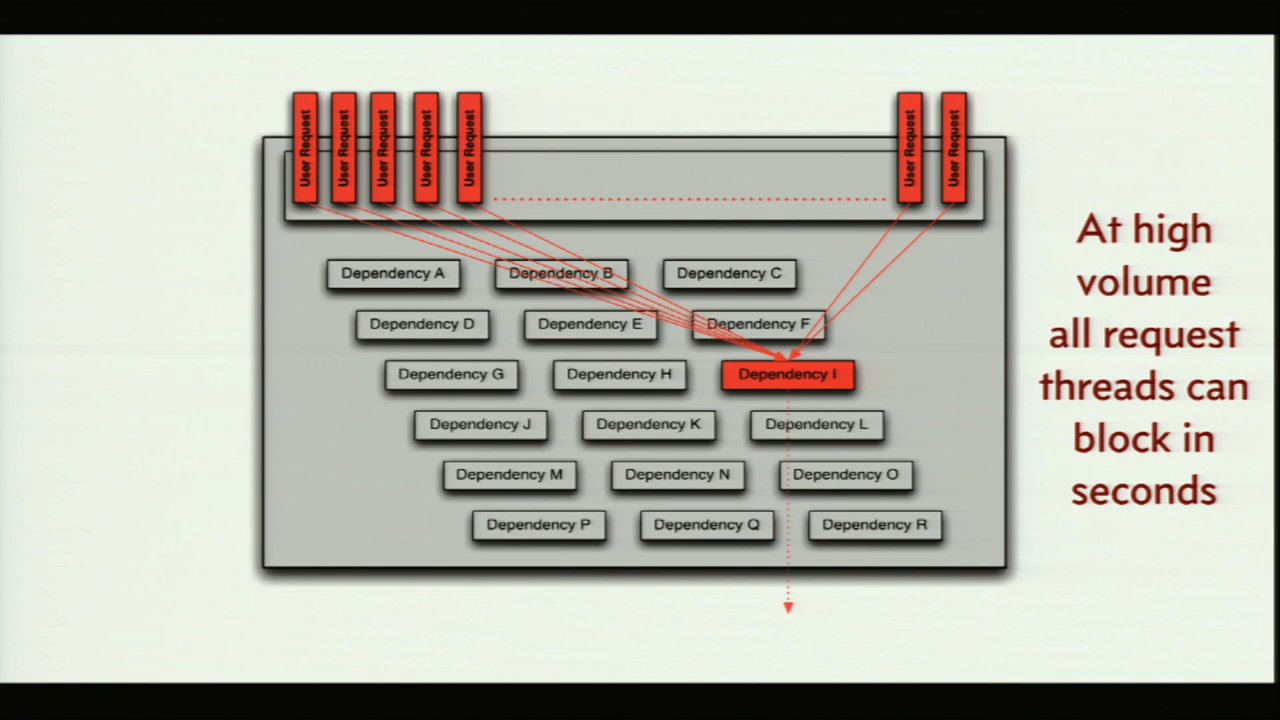 User Request
User Request
User Request
User Request
User Request
User Request
User Request
Dependency A
Dependency B
Dependency C
Dependency D
Dependency E
Dependency F
Dependency G
Dependency H
Dependency I
Dependency J
Dependency K
Dependency L
Dependency M
Dependency N
Dependency O
Dependency P
Dependency Q
Dependency R
At high
volume
all request
threads can
block in
seconds